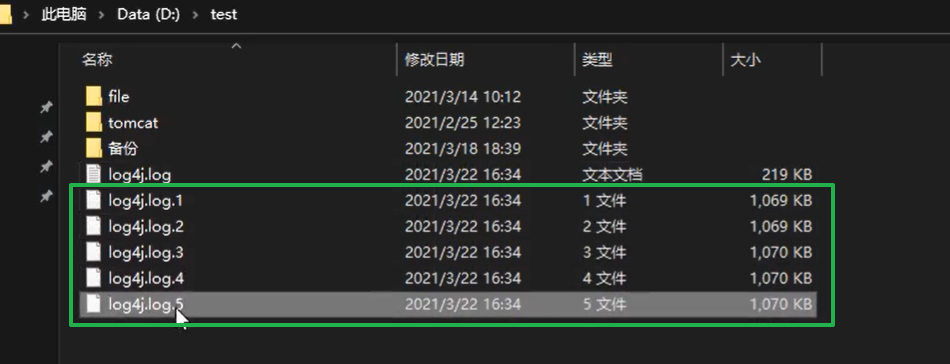 此电脑 > Data (D:) > test
名称 修改日期 类型 大小
file 2021/3/14 10:12 文件夹
tomcat 2021/2/25 12:23 文件夹
备份 2021/3/18 18:39 文件夹
log4j.log 2021/3/22 16:34 文本文档 219 KB
log4j.log.1 2021/3/22 16:34 1 文件 1,069 KB
log4j.log.2 2021/3/22 16:34 2 文件 1,069 KB
log4j.log.3 2021/3/22 16:34 3 文件 1,070 KB
log4j.log.4 2021/3/22 16:34 4 文件 1,070 KB
log4j.log.5 2021/3/22 16:34 5 文件 1,070 KB